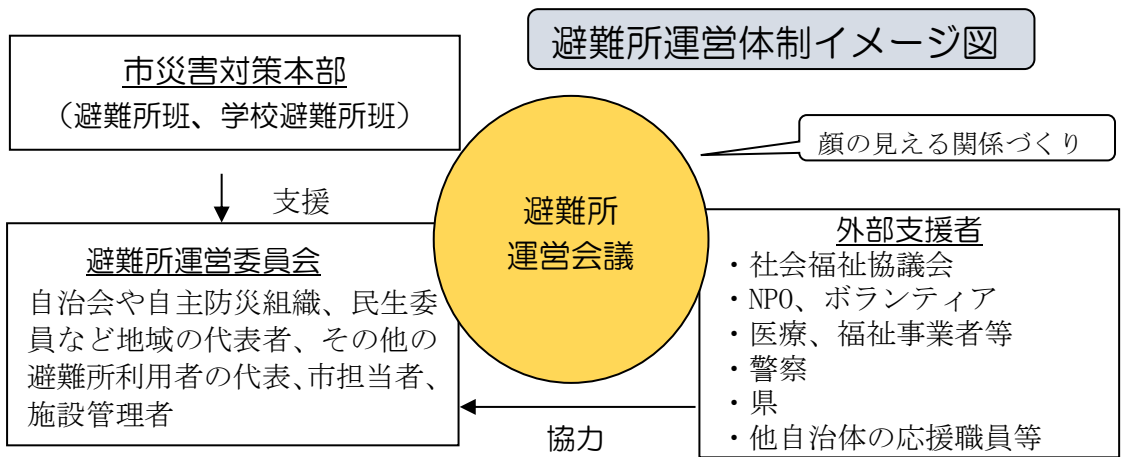 避難所運営体制イメージ図
市災害対策本部
（避難所班、学校避難所班）
顔の見える関係づくり
支援
避難所
運営会議
避難所運営委員会
自治会や自主防災組織、民生委
員など地域の代表者、その他の
避難所利用者の代表、市担当者、
施設管理者
外部支援者
・社会福祉協議会
・NPO、ボランティア
・医療、福祉事業者等
・警察
・県
・他自治体の応援職員等
協力